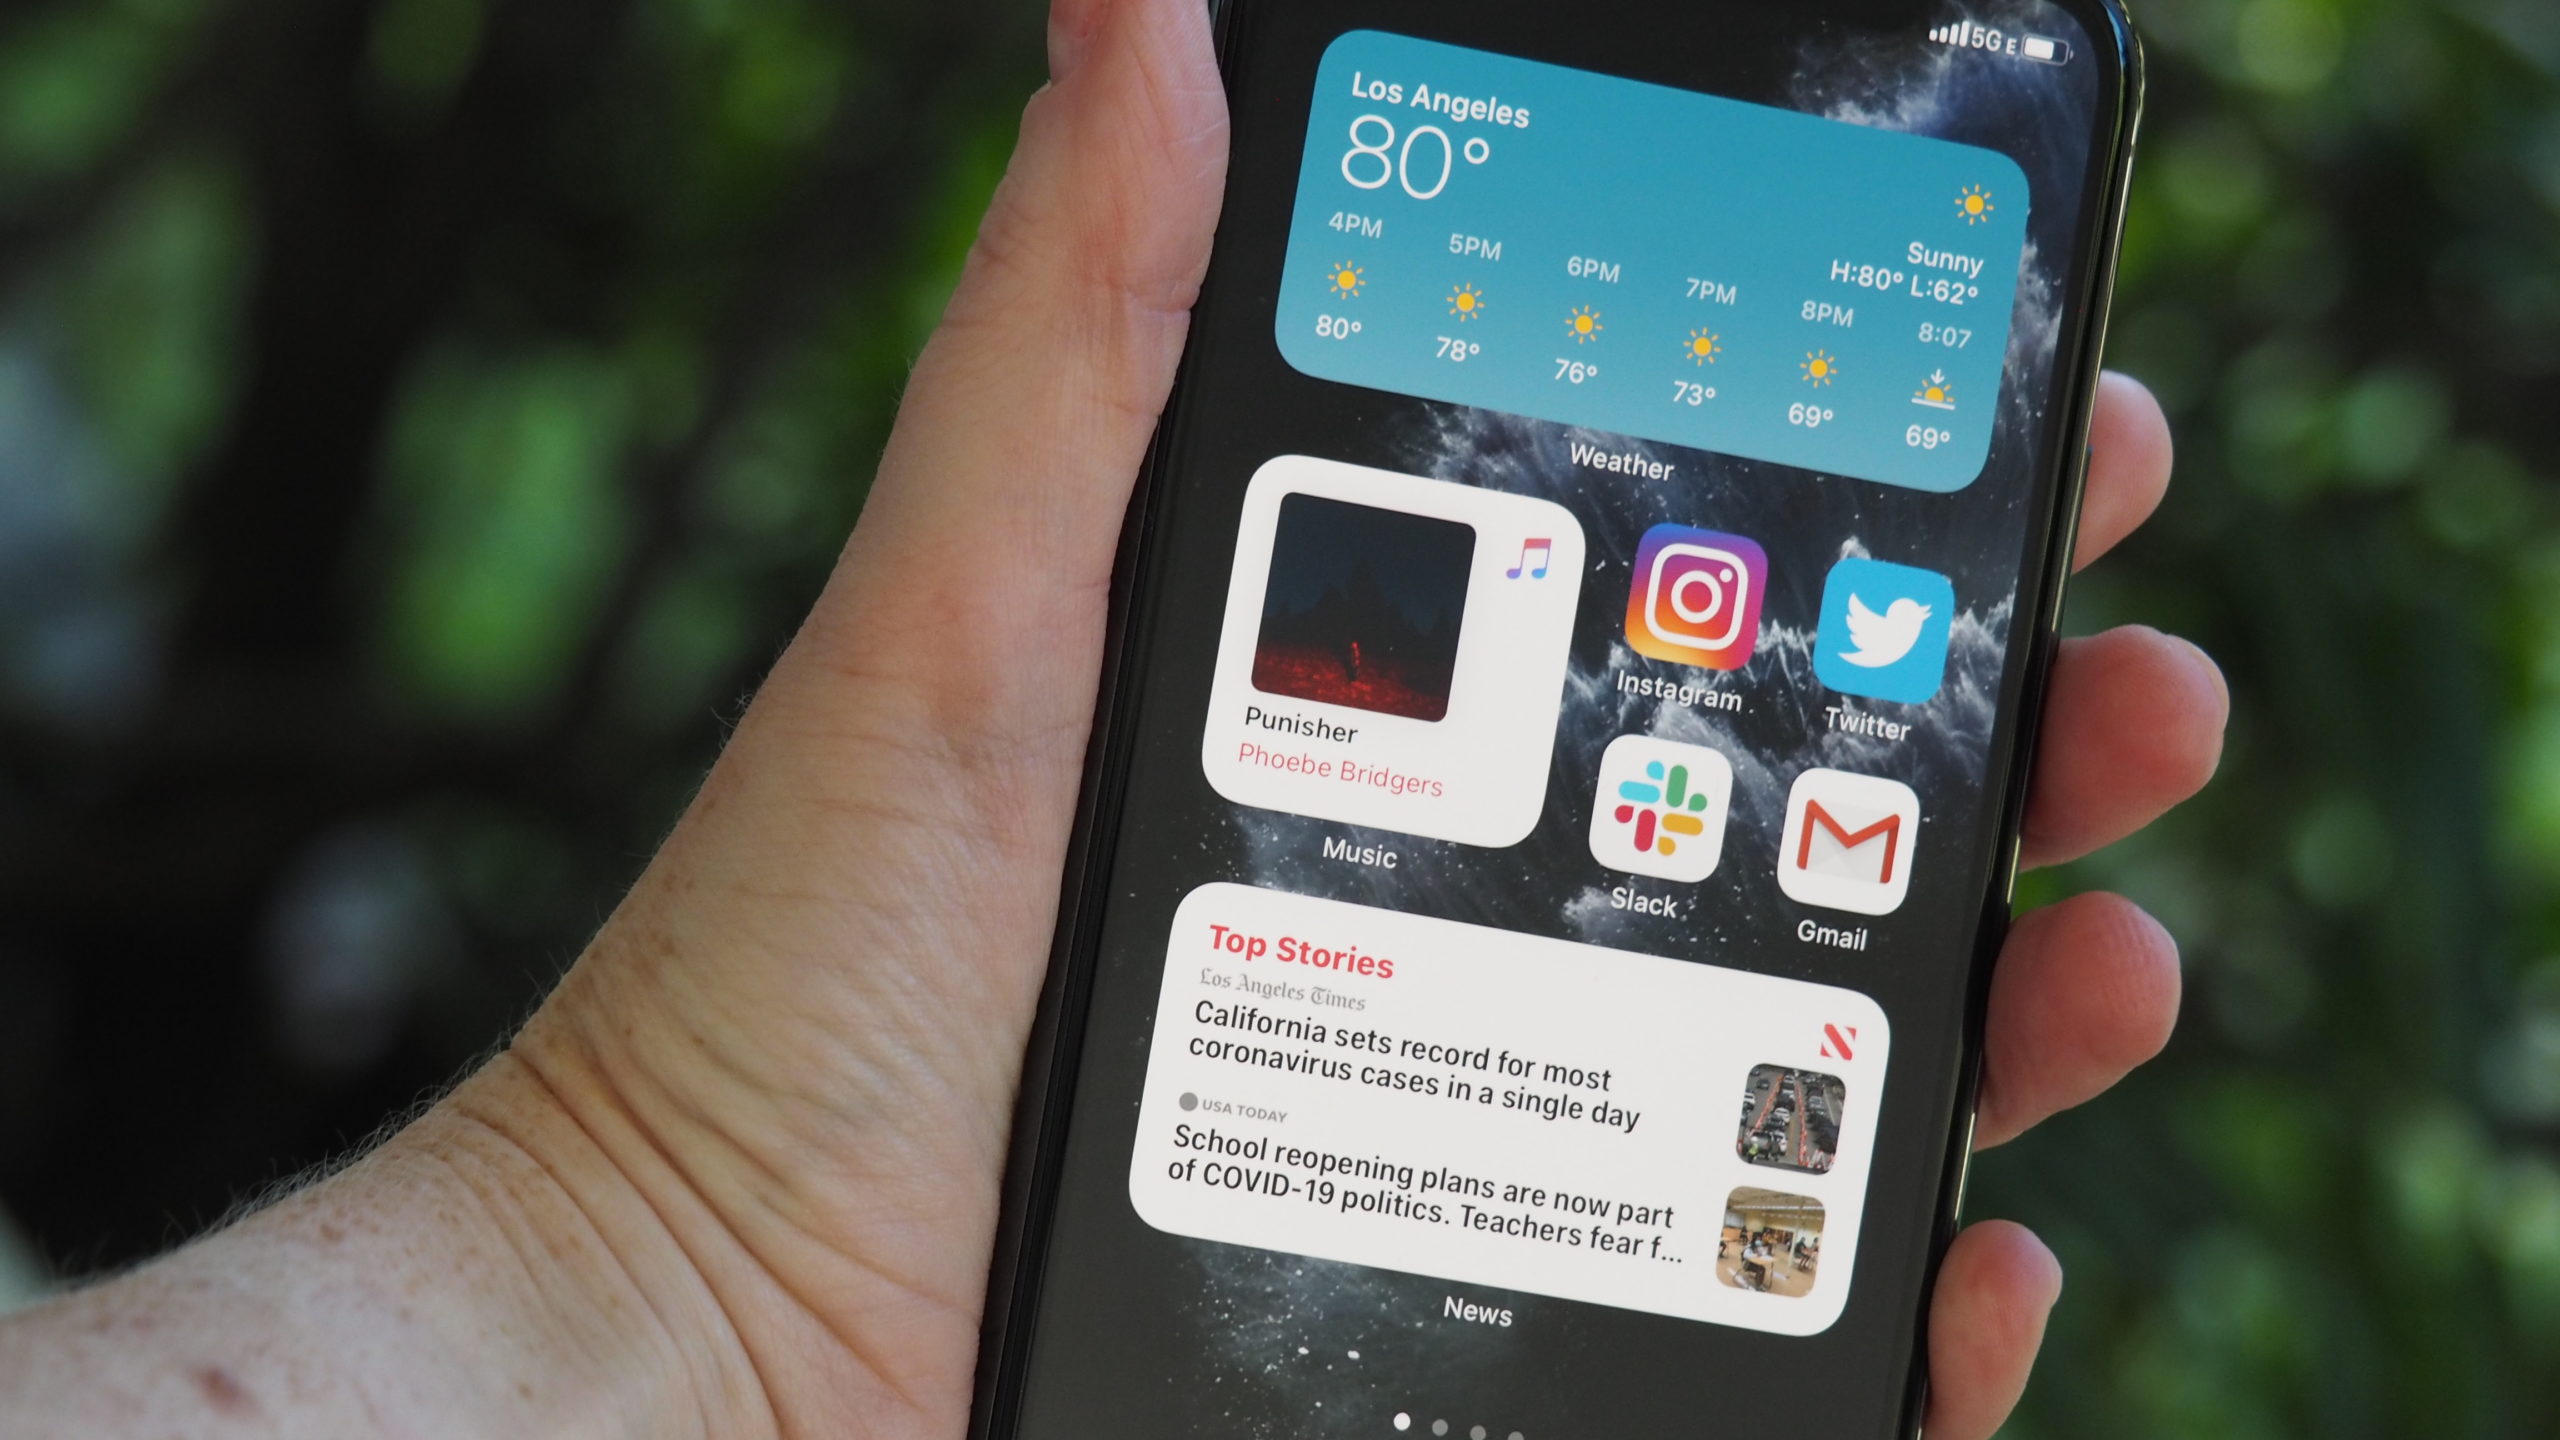 5G E
Los Angeles
80°
Sunny
H:80° L:62°
4PM 5PM 6PM 7PM 8PM 8:07
80° 78° 76° 73° 69° 69°
Weather
Punisher
Phoebe Bridgers
Music
Instagram
Twitter
Slack
Gmail
Top Stories
Los Angeles Times
California sets record for most
coronavirus cases in a single day
USA TODAY
School reopening plans are now part
of COVID-19 politics. Teachers fear f...
News